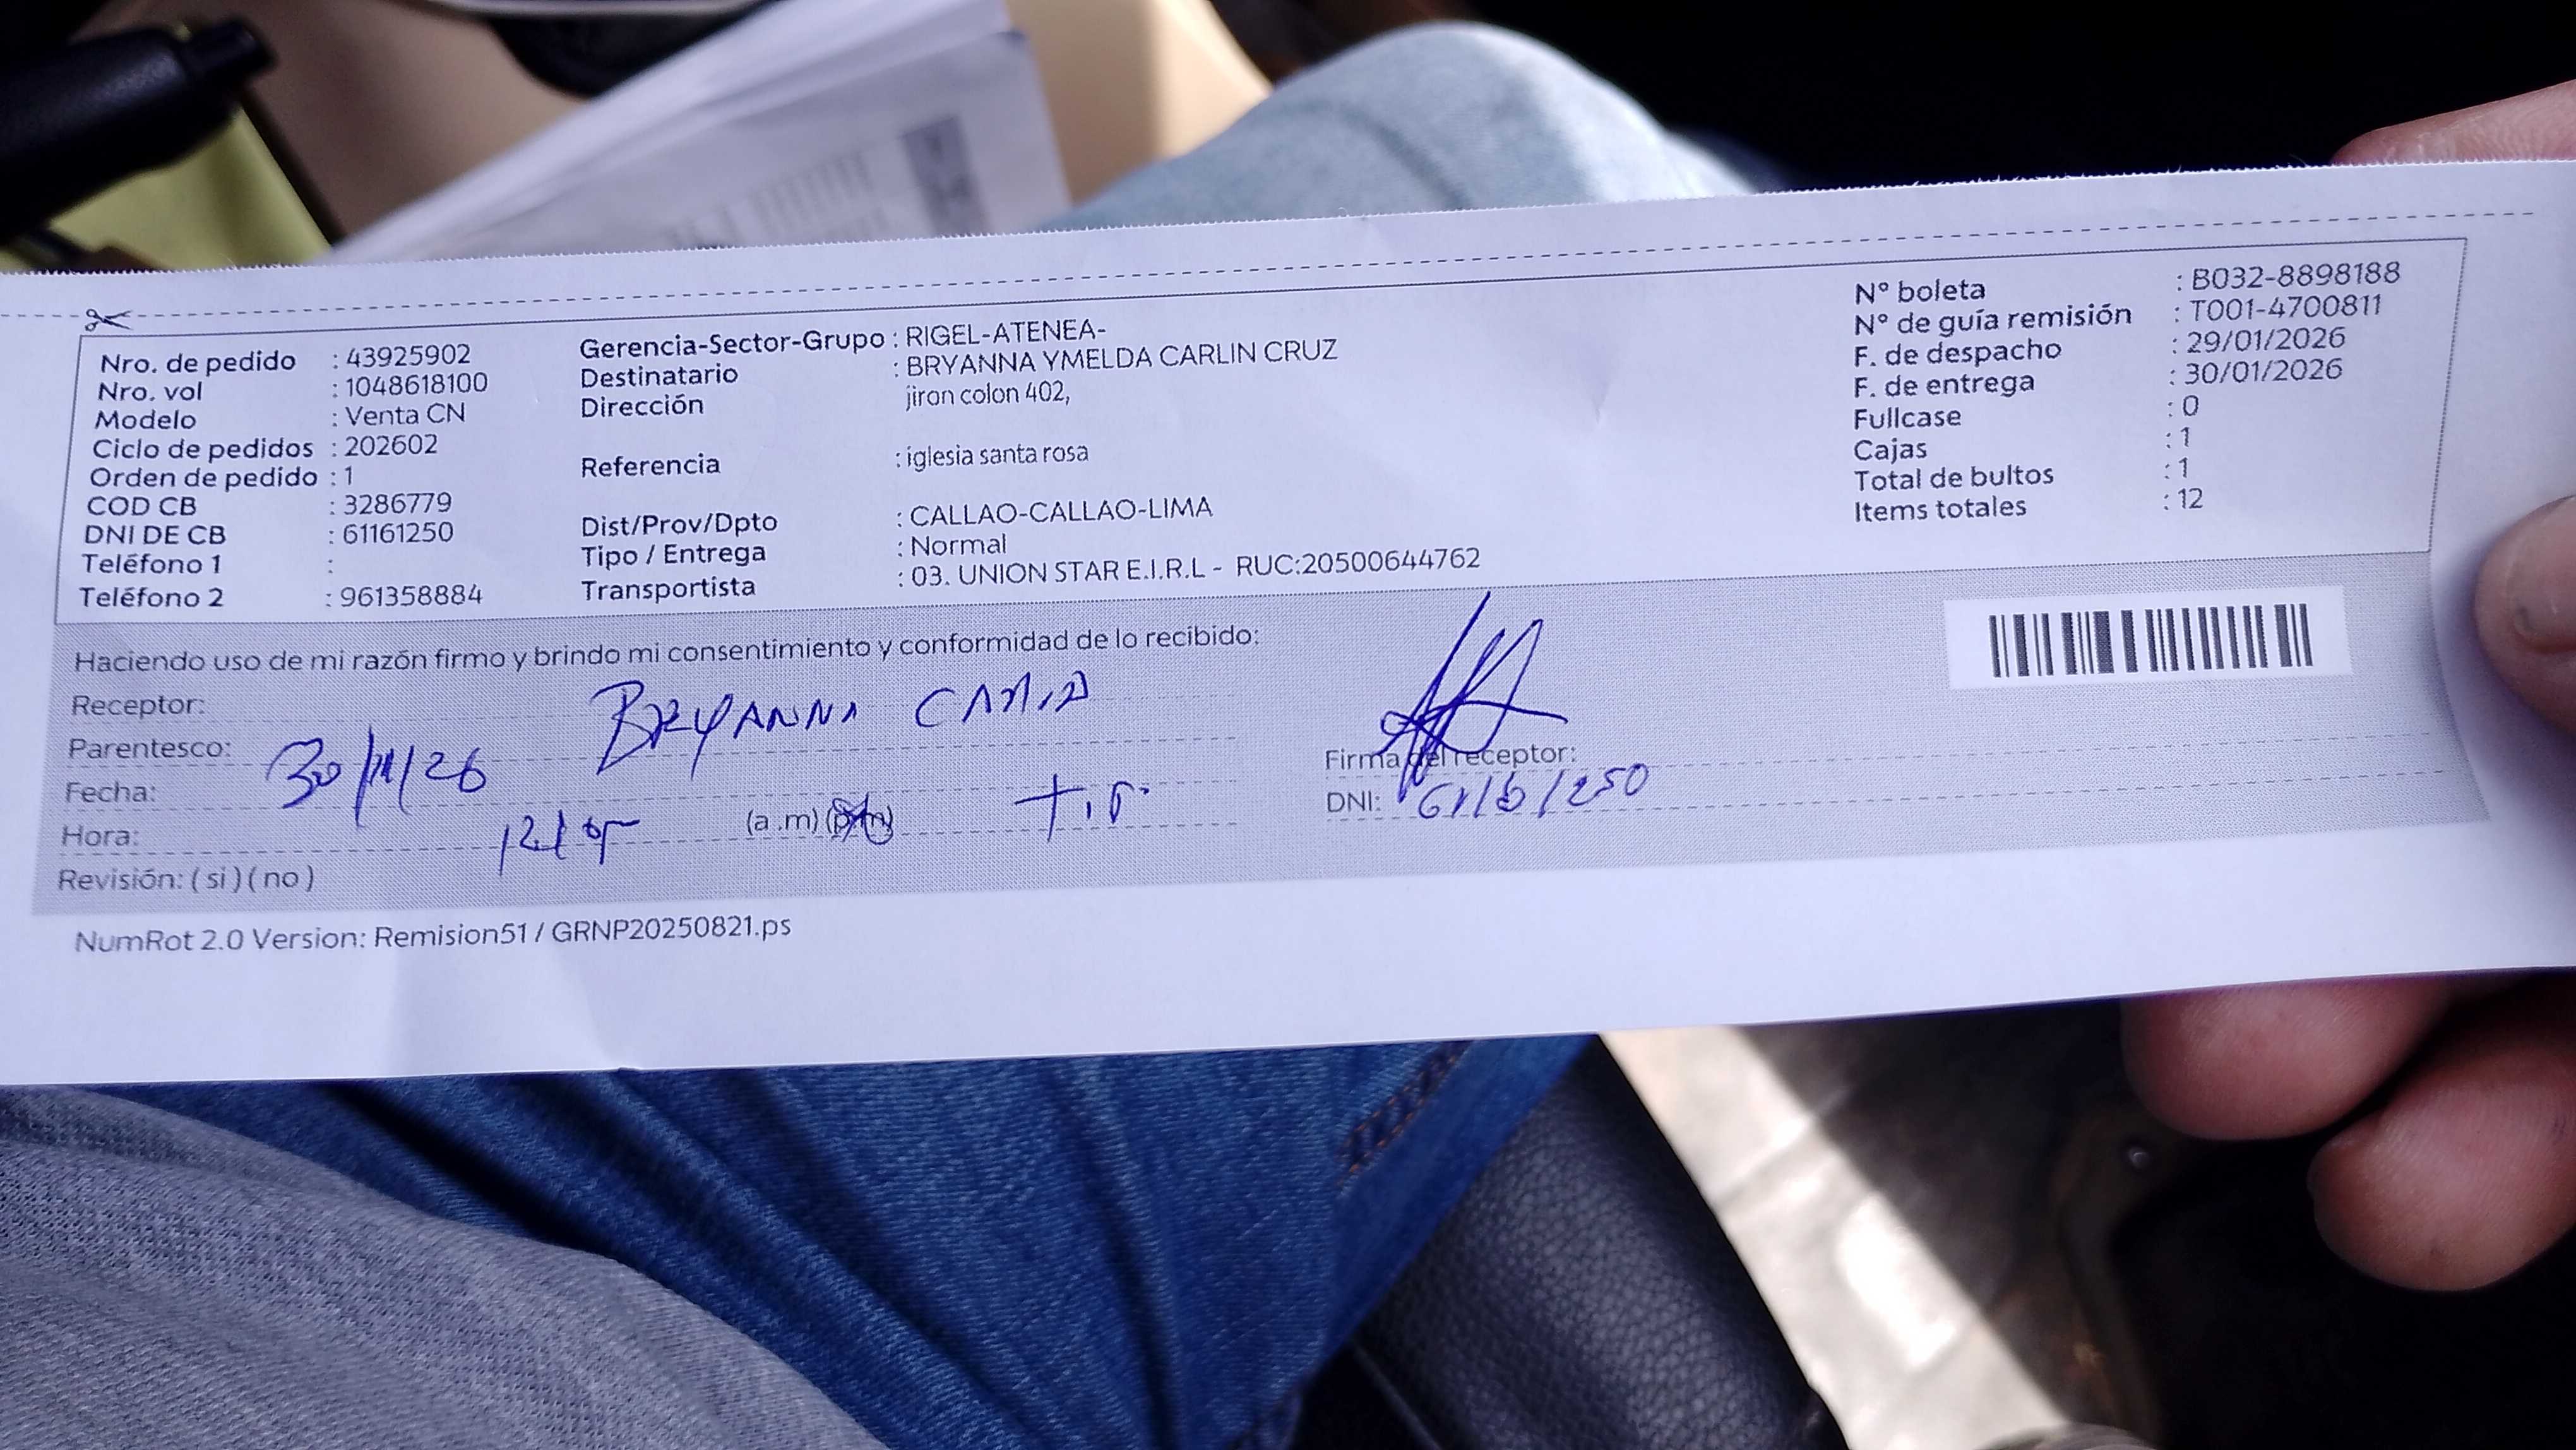 Nro. de pedido : 43925902
Nro. vol : 1048618100
Modelo : Venta CN
Ciclo de pedidos : 202602
Orden de pedido : 1
COD CB : 3286779
DNI DE CB : 61161250
Teléfono 1 :
Teléfono 2 : 961358884
Gerencia-Sector-Grupo : RIGEL-ATENEA-
Destinatario : BRYANNA YMELDA CARLIN CRUZ
Dirección jiron colon 402,
Referencia : iglesia santa rosa
Dist/Prov/Dpto : CALLAO-CALLAO-LIMA
Tipo / Entrega : Normal
Transportista : 03. UNION STAR E.I.R.L - RUC:20500644762
N° boleta : B032-8898188
N° de guía remisión : T001-4700811
F. de despacho : 29/01/2026
F. de entrega : 30/01/2026
Fullcase : 0
Cajas : 1
Total de bultos : 1
Items totales : 12
Haciendo uso de mi razón firmo y brindo mi consentimiento y conformidad de lo recibido:
Receptor: BRYANNA
Parentesco:
Fecha:
Hora: (a .m) (p.m)
Revisión: ( si ) ( no )
Firma del receptor:
DNI: 61161250
NumRot 2.0 Version: Remision51 / GRNP20250821.ps